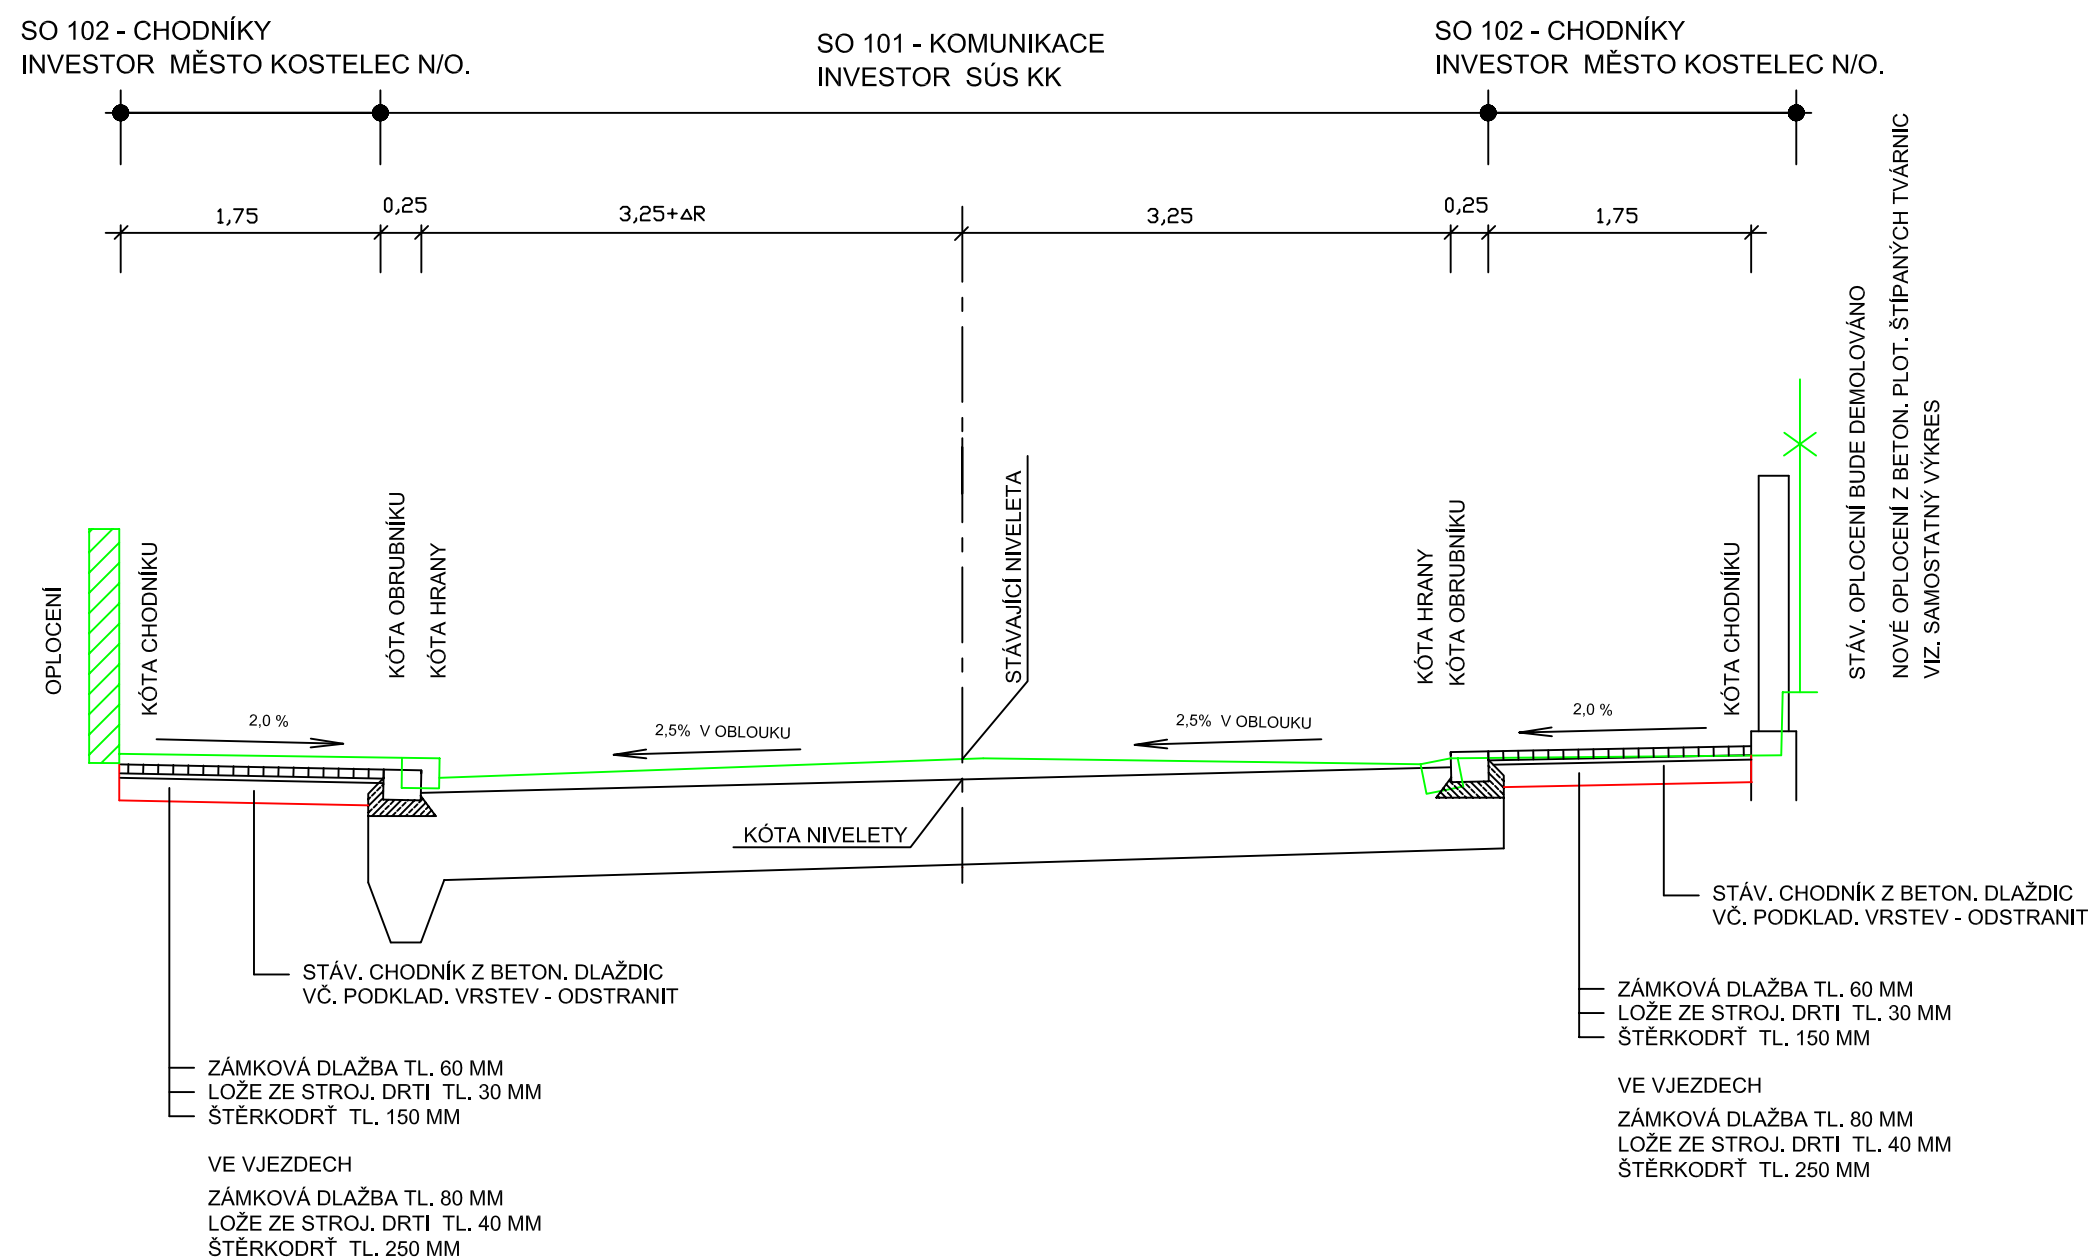 SO 102 - CHODNÍKY
INVESTOR MĚSTO KOSTELEC N/O.
SO 101 - KOMUNIKACE
INVESTOR SÚS KK
SO 102 - CHODNÍKY
INVESTOR MĚSTO KOSTELEC N/O.
1,75
0,25
3,25+ΔR
3,25
0,25
1,75
OPLOCENÍ
KÓTA CHODNÍKU
KÓTA OBRUBNÍKU
KÓTA HRANY
STÁVAJÍCÍ NIVELETA
KÓTA HRANY
KÓTA OBRUBNÍKU
KÓTA CHODNÍKU
STÁV. OPLOCENÍ BUDE DEMOLOVÁNO
NOVÉ OPLOCENÍ Z BETON. PLOT. ŠTÍPANÝCH TVÁRNIC
VIZ. SAMOSTATNÝ VÝKRES
2,0 %
2,5% V OBLOUKU
2,5% V OBLOUKU
2,0 %
KÓTA NIVELETY
STÁV. CHODNÍK Z BETON. DLAŽDIC
VČ. PODKLAD. VRSTEV - ODSTRANIT
ZÁMKOVÁ DLAŽBA TL. 60 MM
LOŽE ZE STROJ. DRTI TL. 30 MM
ŠTĚRKODRŤ TL. 150 MM
VE VJEZDECH
ZÁMKOVÁ DLAŽBA TL. 80 MM
LOŽE ZE STROJ. DRTI TL. 40 MM
ŠTĚRKODRŤ TL. 250 MM
STÁV. CHODNÍK Z BETON. DLAŽDIC
VČ. PODKLAD. VRSTEV - ODSTRANIT
ZÁMKOVÁ DLAŽBA TL. 60 MM
LOŽE ZE STROJ. DRTI TL. 30 MM
ŠTĚRKODRŤ TL. 150 MM
VE VJEZDECH
ZÁMKOVÁ DLAŽBA TL. 80 MM
LOŽE ZE STROJ. DRTI TL. 40 MM
ŠTĚRKODRŤ TL. 250 MM